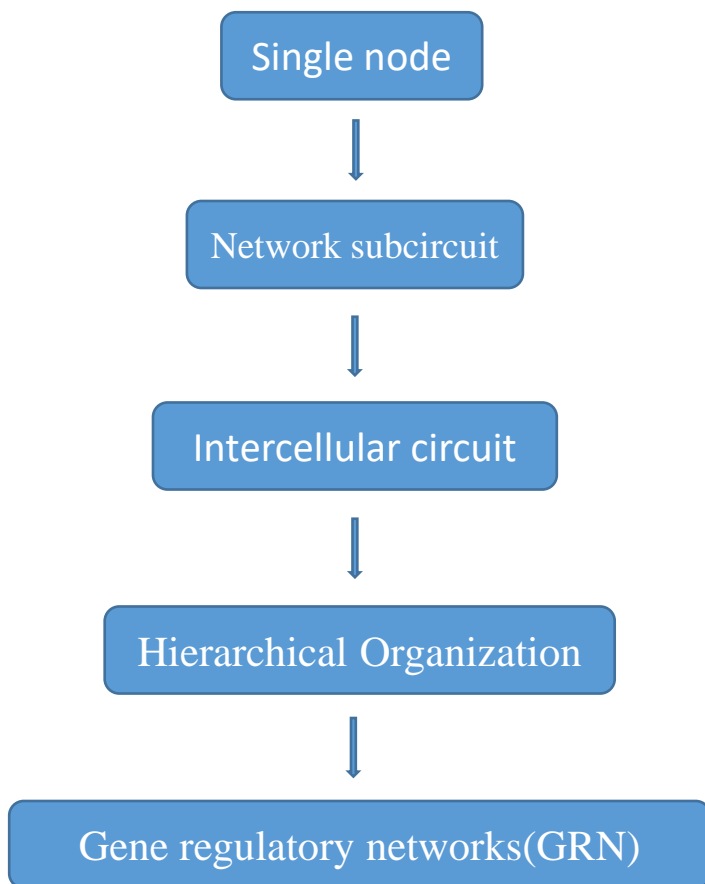 Single node
Network subcircuit
Intercellular circuit
Hierarchical Organization
Gene regulatory networks(GRN)